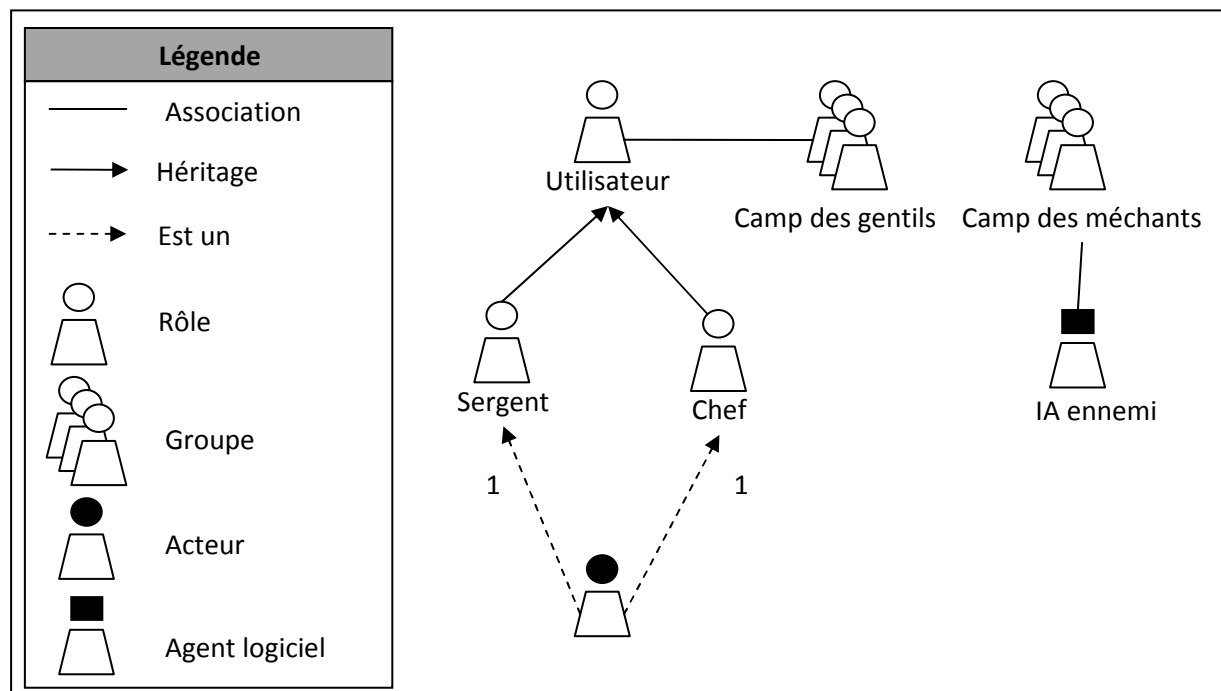 Légende
Association
Héritage
Est un
Rôle
Groupe
Acteur
Agent logiciel
Utilisateur
Camp des gentils
Camp des méchants
Sergent
Chef
IA ennemi
1
1